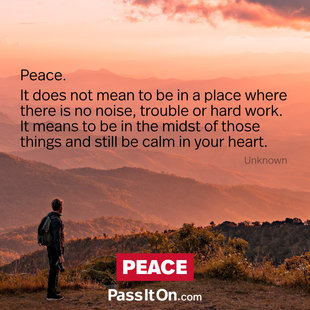 Peace.
It does not mean to be in a place where
there is no noise, trouble or hard work.
It means to be in the midst of those
things and still be calm in your heart.
Unknown
PEACE
PassItOn.com